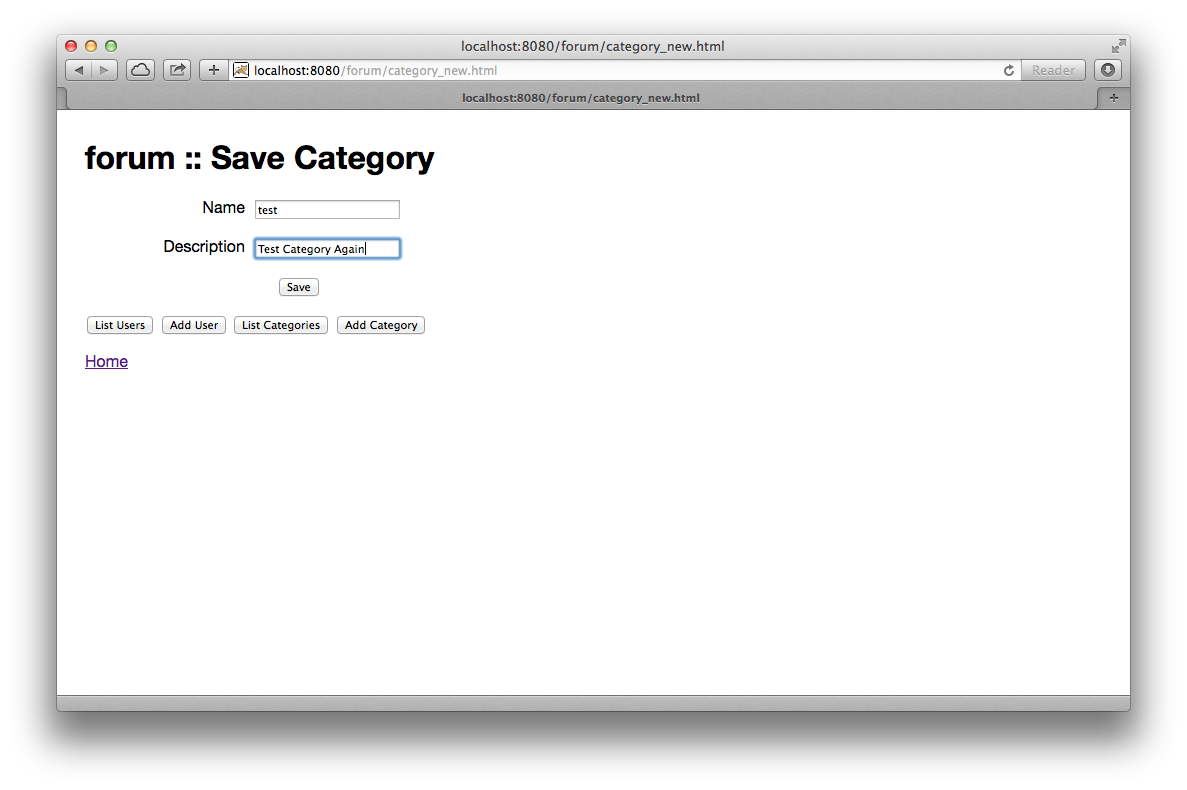 localhost:8080/forum/category_new.html
localhost:8080/forum/category_new.html Reader
localhost:8080/forum/category_new.html
forum :: Save Category
Name test
Description Test Category Again
Save
List Users Add User List Categories Add Category
Home